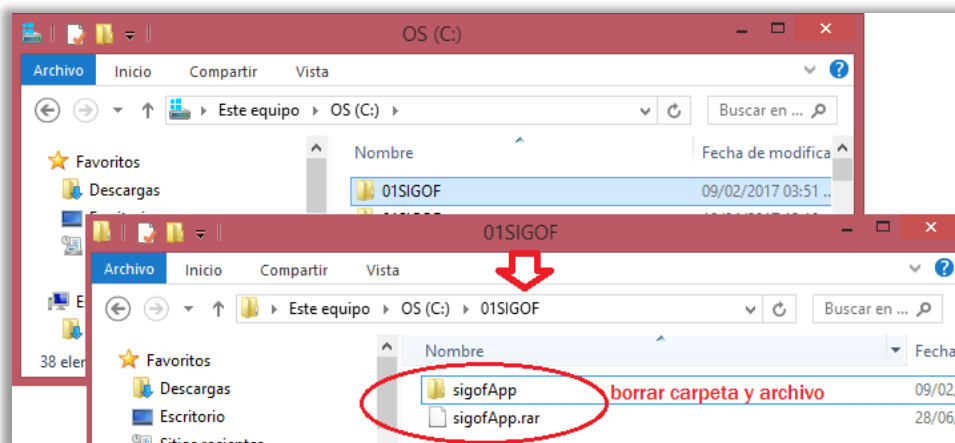 OS (C:)
Archivo Inicio Compartir Vista
Este equipo OS (C:)
Buscar en ...
Favoritos
Descargas
Nombre Fecha de modifica
01SIGOF 09/02/2017 03:51 ..
01SIGOF
Archivo Inicio Compartir Vista
Este equipo OS (C:) 01SIGOF
Buscar en ...
38 eler
Favoritos
Descargas
Escritorio
Nombre Fecha
sigofApp borrar carpeta y archivo 09/02,
sigofApp.rar 28/06,